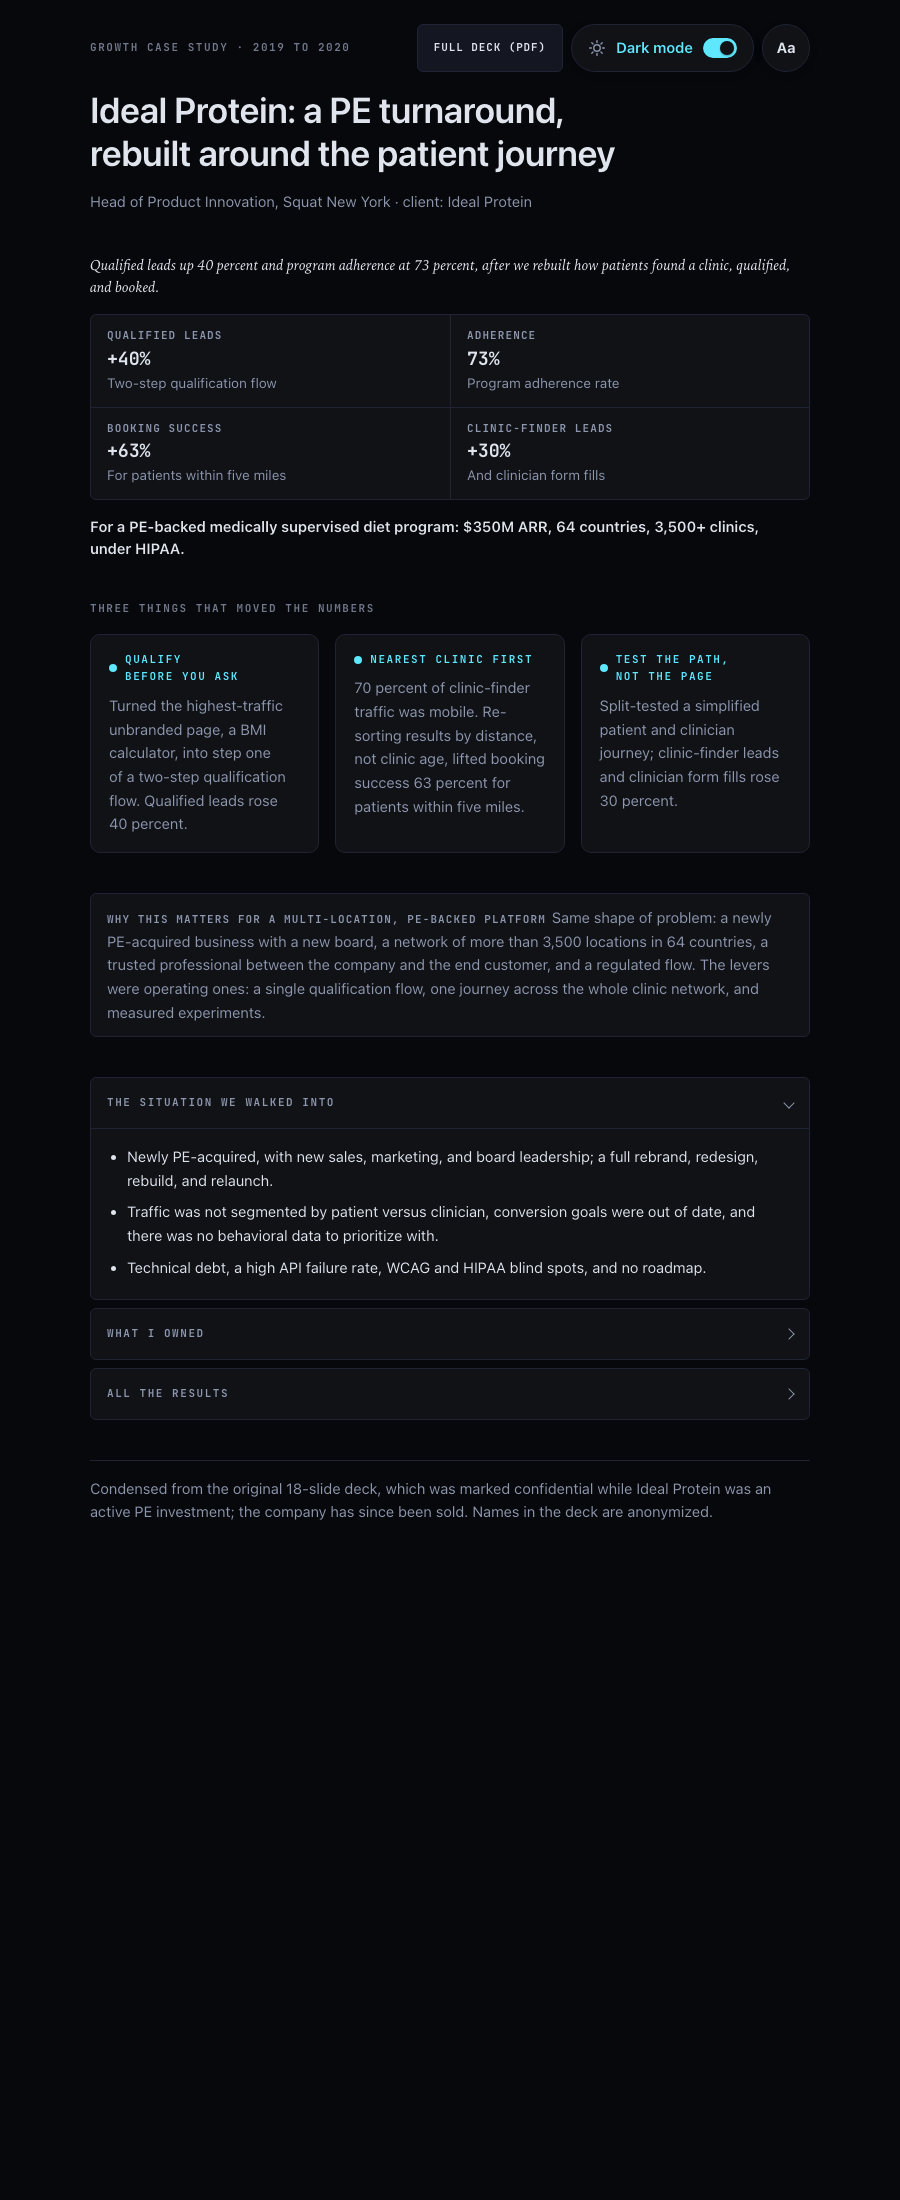 GROWTH CASE STUDY · 2019 TO 2020
FULL DECK (PDF)
Dark mode
Aa
Ideal Protein: a PE turnaround,
rebuilt around the patient journey
Head of Product Innovation, Squat New York · client: Ideal Protein
Qualified leads up 40 percent and program adherence at 73 percent, after we rebuilt how patients found a clinic, qualified,
and booked.
QUALIFIED LEADS
+40%
Two-step qualification flow
ADHERENCE
73%
Program adherence rate
BOOKING SUCCESS
+63%
For patients within five miles
CLINIC-FINDER LEADS
+30%
And clinician form fills
For a PE-backed medically supervised diet program: $350M ARR, 64 countries, 3,500+ clinics,
under HIPAA.
THREE THINGS THAT MOVED THE NUMBERS
QUALIFY
BEFORE YOU ASK
Turned the highest-traffic
unbranded page, a BMI
calculator, into step one
of a two-step qualification
flow. Qualified leads rose
40 percent.
NEAREST CLINIC FIRST
70 percent of clinic-finder
traffic was mobile. Re-
sorting results by distance,
not clinic age, lifted booking
success 63 percent for
patients within five miles.
TEST THE PATH,
NOT THE PAGE
Split-tested a simplified
patient and clinician
journey; clinic-finder leads
and clinician form fills rose
30 percent.
WHY THIS MATTERS FOR A MULTI-LOCATION, PE-BACKED PLATFORM Same shape of problem: a newly
PE-acquired business with a new board, a network of more than 3,500 locations in 64 countries, a
trusted professional between the company and the end customer, and a regulated flow. The levers
were operating ones: a single qualification flow, one journey across the whole clinic network, and
measured experiments.
THE SITUATION WE WALKED INTO
• Newly PE-acquired, with new sales, marketing, and board leadership; a full rebrand, redesign,
rebuild, and relaunch.
• Traffic was not segmented by patient versus clinician, conversion goals were out of date, and
there was no behavioral data to prioritize with.
• Technical debt, a high API failure rate, WCAG and HIPAA blind spots, and no roadmap.
WHAT I OWNED
ALL THE RESULTS
Condensed from the original 18-slide deck, which was marked confidential while Ideal Protein was an
active PE investment; the company has since been sold. Names in the deck are anonymized.